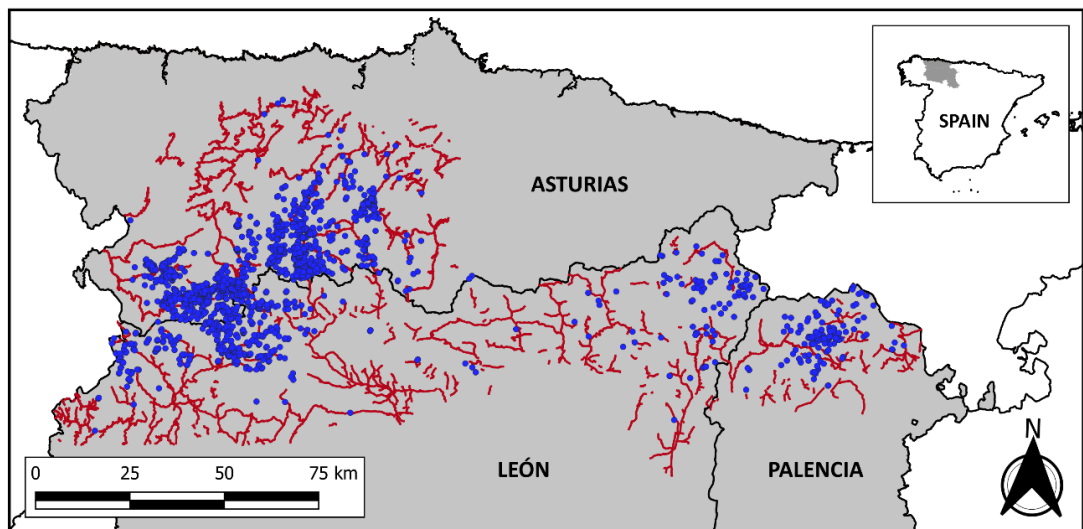 SPAIN
ASTURIAS
N
0 25 50 75 km
LEÓN
PALENCIA